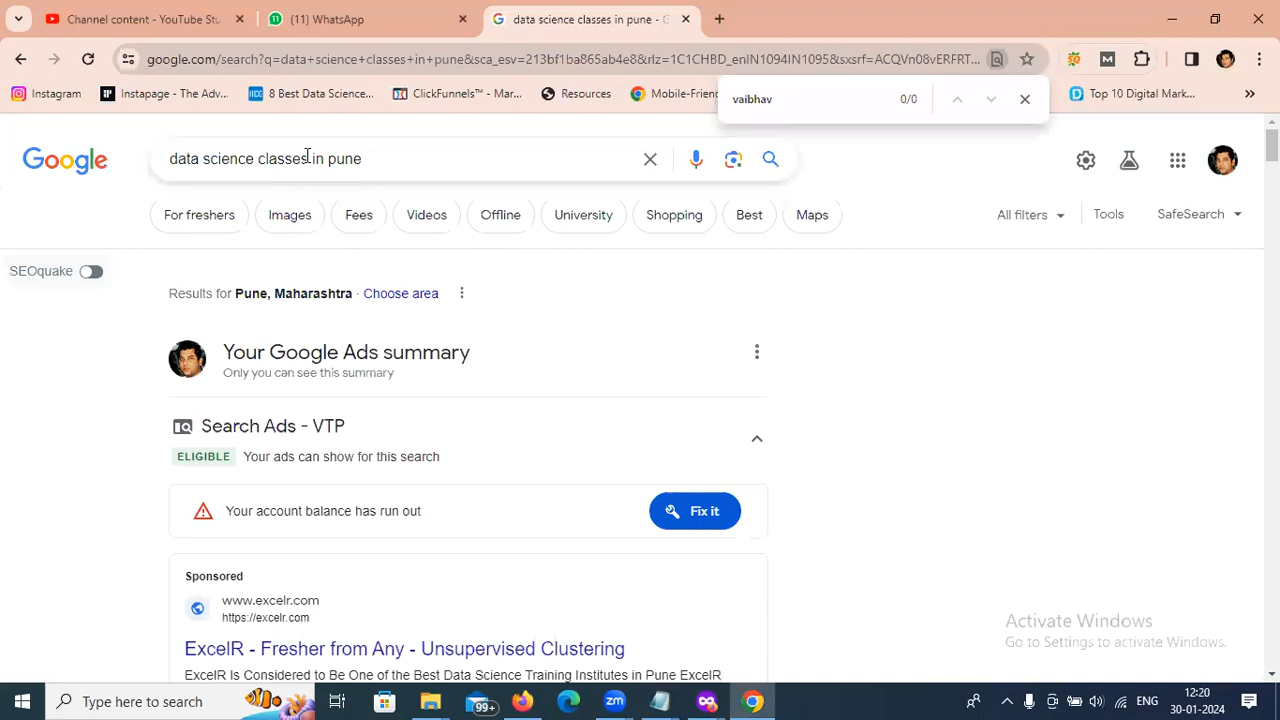 Channel content - YouTube Stu
(11) WhatsApp
data science classes in pune - G
google.com/search?q=data+science+classes+in+pune&sca_esv=213bf1ba865ab4e8&rlz=1C1CHBD_enIN1094IN1095&sxsrf=ACQVn08vERFRT...
Instagram
Instapage - The Adv...
8 Best Data Science...
ClickFunnels™ - Mar...
Resources
Mobile-Frien
Top 10 Digital Mark...
vaibhav 0/0
Google
data science classes in pune
For freshers
Images
Fees
Videos
Offline
University
Shopping
Best
Maps
All filters
Tools
SafeSearch
SEOquake
Results for Pune, Maharashtra · Choose area
Your Google Ads summary
Only you can see this summary
Search Ads - VTP
ELIGIBLE Your ads can show for this search
Your account balance has run out
Fix it
Sponsored
www.excelr.com
https://excelr.com
ExcelR - Fresher from Any - Unsupervised Clustering
ExcelR Is Considered to Be One of the Best Data Science Training Institutes in Pune ExcelR
Activate Windows
Go to Settings to activate Windows.
Type here to search
99+
ENG
12:20
30-01-2024